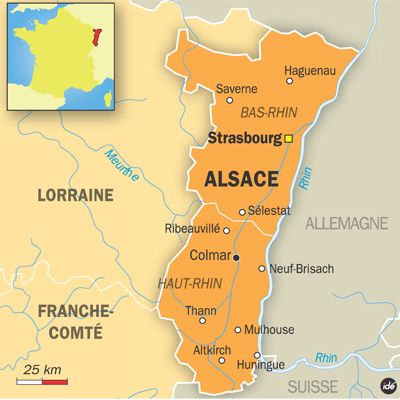 Haguenau
Saverne
BAS-RHIN
Strasbourg
Meurthe
Rhin
ALSACE
LORRAINE
Sélestat
ALLEMAGNE
Ribeauvillé
Colmar
Neuf-Brisach
HAUT-RHIN
FRANCHE-
COMTÉ
Thann
Mulhouse
Altkirch
Huningue
Rhin
25 km
SUISSE
idé